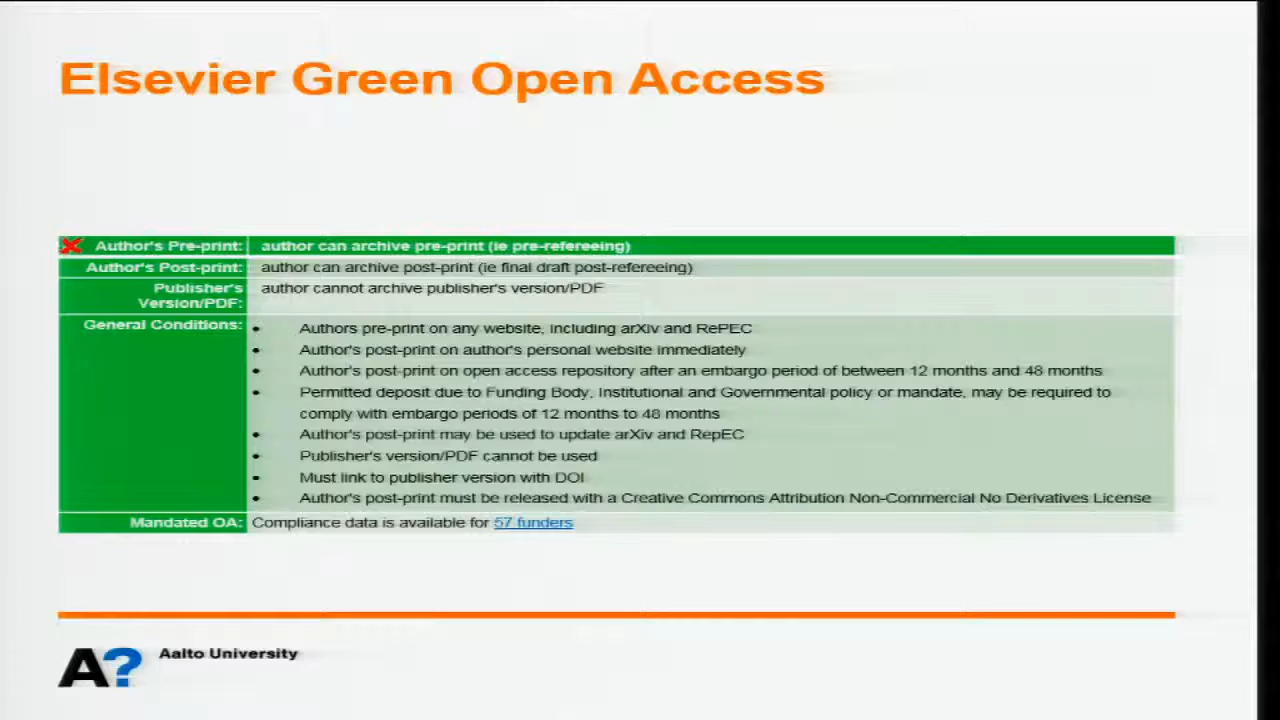 Elsevier Green Open Access
Author's Pre-print: author can archive pre-print (ie pre-refereeing)
Author's Post-print: author can archive post-print (ie final draft post-refereeing)
Publisher's Version/PDF: author cannot archive publisher's version/PDF
General Conditions:
• Authors pre-print on any website, including arXiv and RePEC
• Author's post-print on author's personal website immediately
• Author's post-print on open access repository after an embargo period of between 12 months and 48 months
• Permitted deposit due to Funding Body, Institutional and Governmental policy or mandate, may be required to
comply with embargo periods of 12 months to 48 months
• Author's post-print may be used to update arXiv and RepEC
• Publisher's version/PDF cannot be used
• Must link to publisher version with DOI
• Author's post-print must be released with a Creative Commons Attribution Non-Commercial No Derivatives License
Mandated OA: Compliance data is available for 57 funders
A? Aalto University